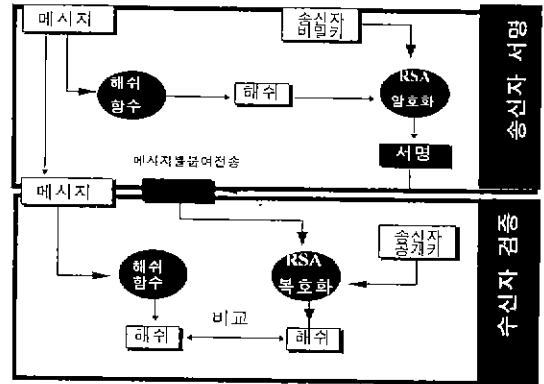 메시지
송신자
비밀키
해쉬
함수
해쉬
RSA
암호화
서명
송신자 서명
메시지를붙여전송
메시지
송신자
공개키
해쉬
함수
RSA
복호화
해쉬
비교
해쉬
수신자 검증